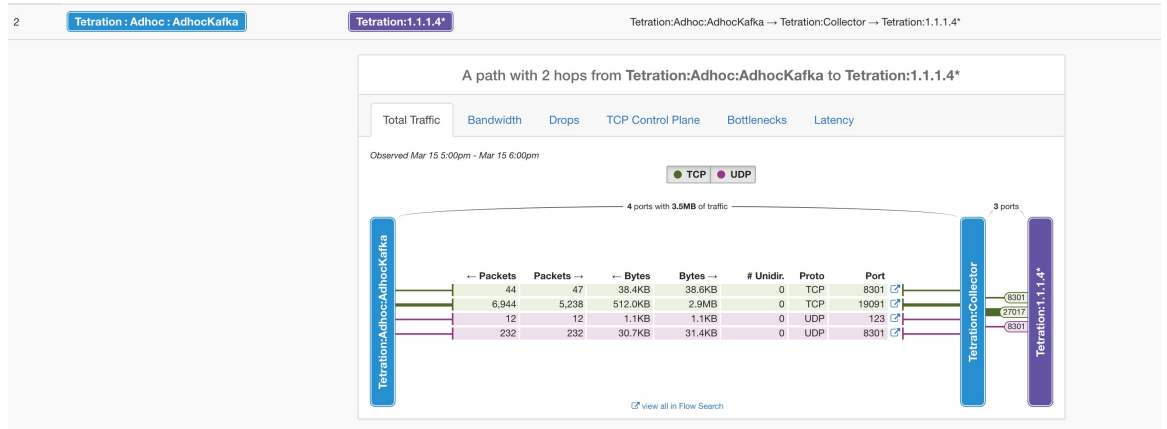 2 Tetration : Adhoc : AdhocKafka Tetration:1.1.1.4* Tetration:Adhoc:AdhocKafka → Tetration:Collector → Tetration:1.1.1.4*
A path with 2 hops from Tetration:Adhoc:AdhocKafka to Tetration:1.1.1.4*
Total Traffic Bandwidth Drops TCP Control Plane Bottlenecks Latency
Observed Mar 15 5:00pm - Mar 15 6:00pm
TCP UDP
4 ports with 3.5MB of traffic 3 ports
Tetration:Adhoc:AdhocKafka
← Packets Packets → ← Bytes Bytes → # Unidir. Proto Port
44 47 38.4KB 38.6KB 0 TCP 8301
6,944 5,238 512.0KB 2.9MB 0 TCP 19091
12 12 1.1KB 1.1KB 0 UDP 123
232 232 30.7KB 31.4KB 0 UDP 8301
Tetration:Collector
8301
27017
8301
Tetration:1.1.1.4*
view all in Flow Search